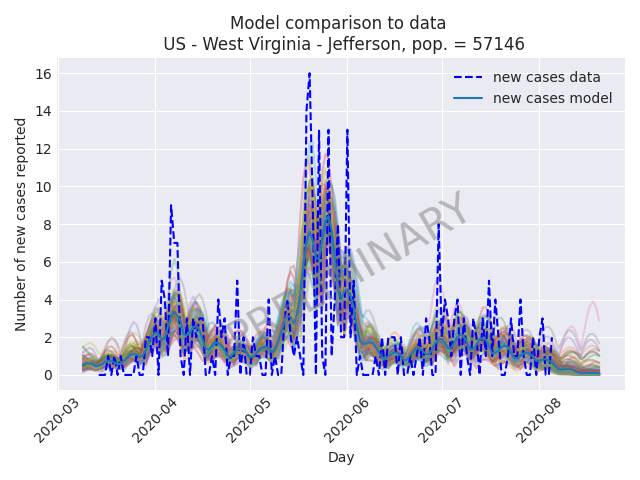 Model comparison to data
US - West Virginia - Jefferson, pop. = 57146
new cases data
new cases model
PRELIMINARY
Number of new cases reported
16
14
12
10
8
6
4
2
0
2020-03
2020-04
2020-05
2020-06
2020-07
2020-08
Day